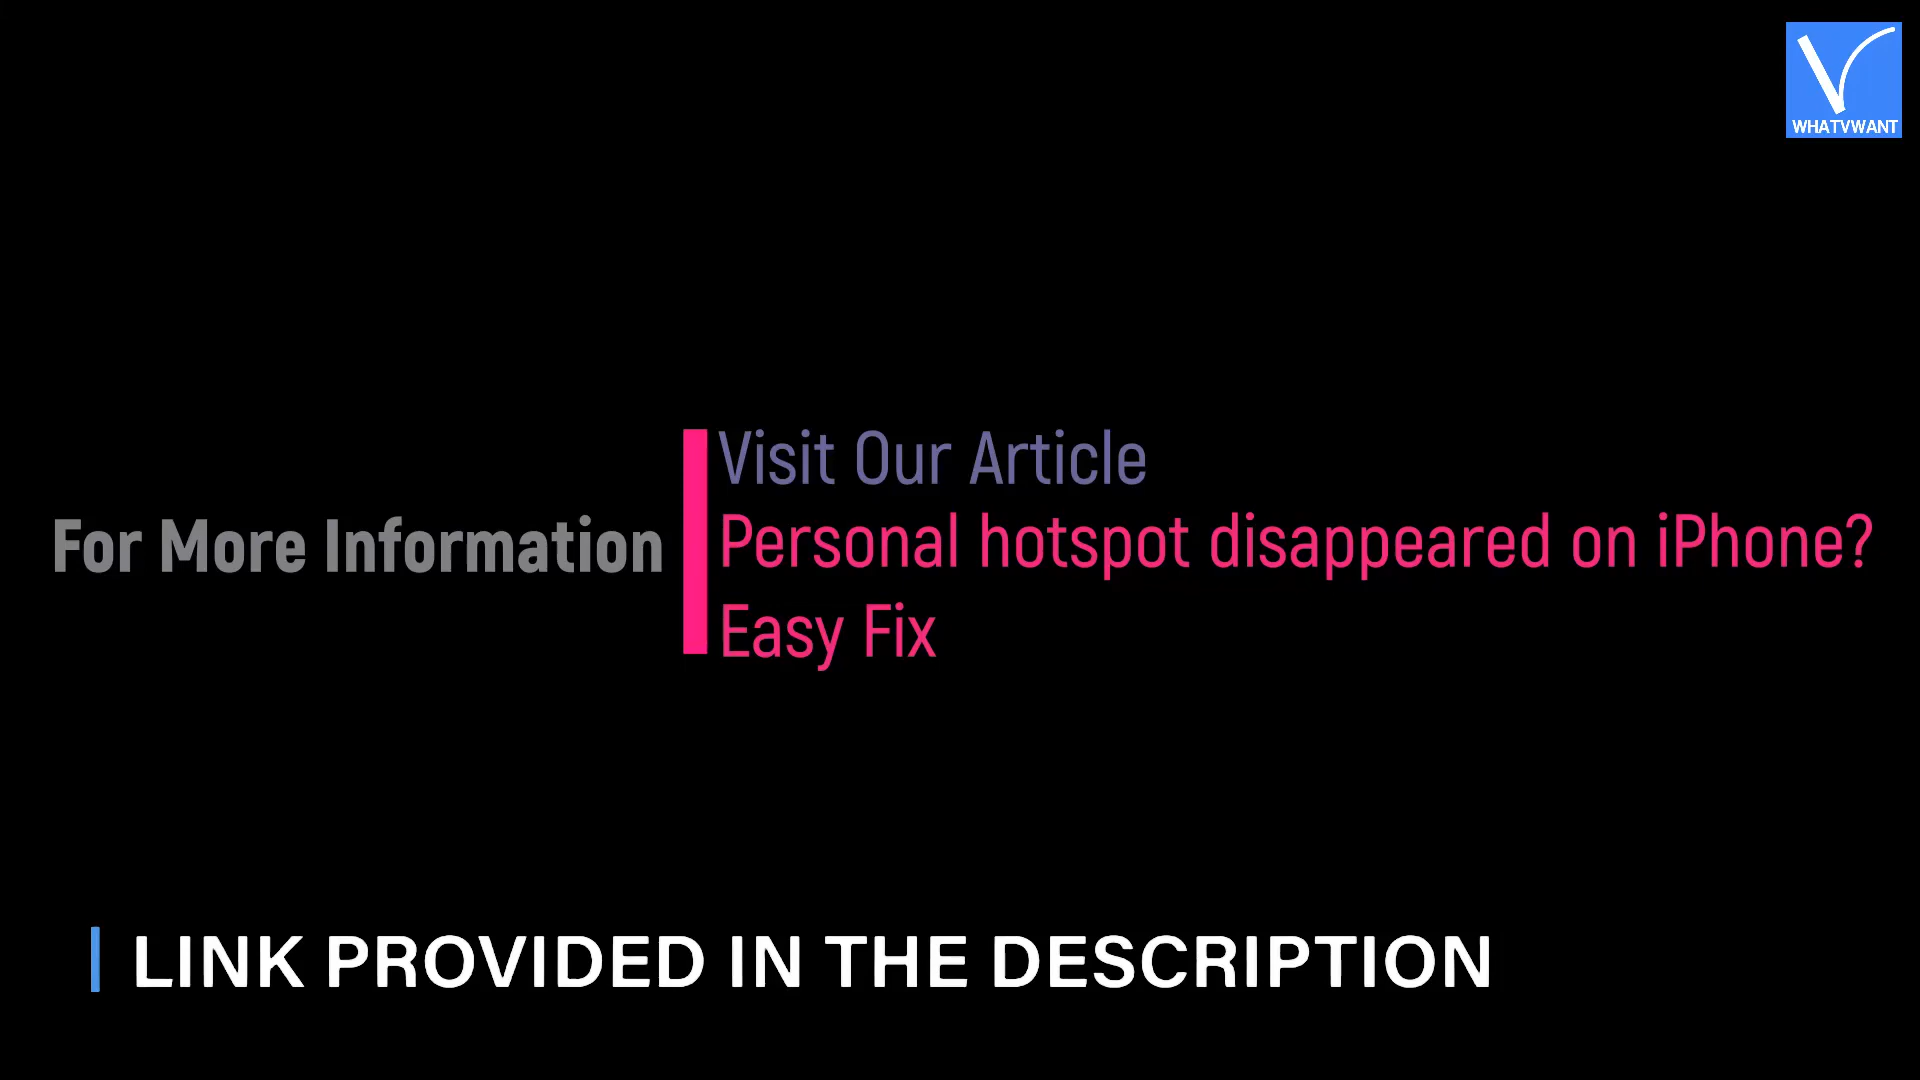 WHATVWANT
Visit Our Article
For More Information
Personal hotspot disappeared on iPhone?
Easy Fix
LINK PROVIDED IN THE DESCRIPTION